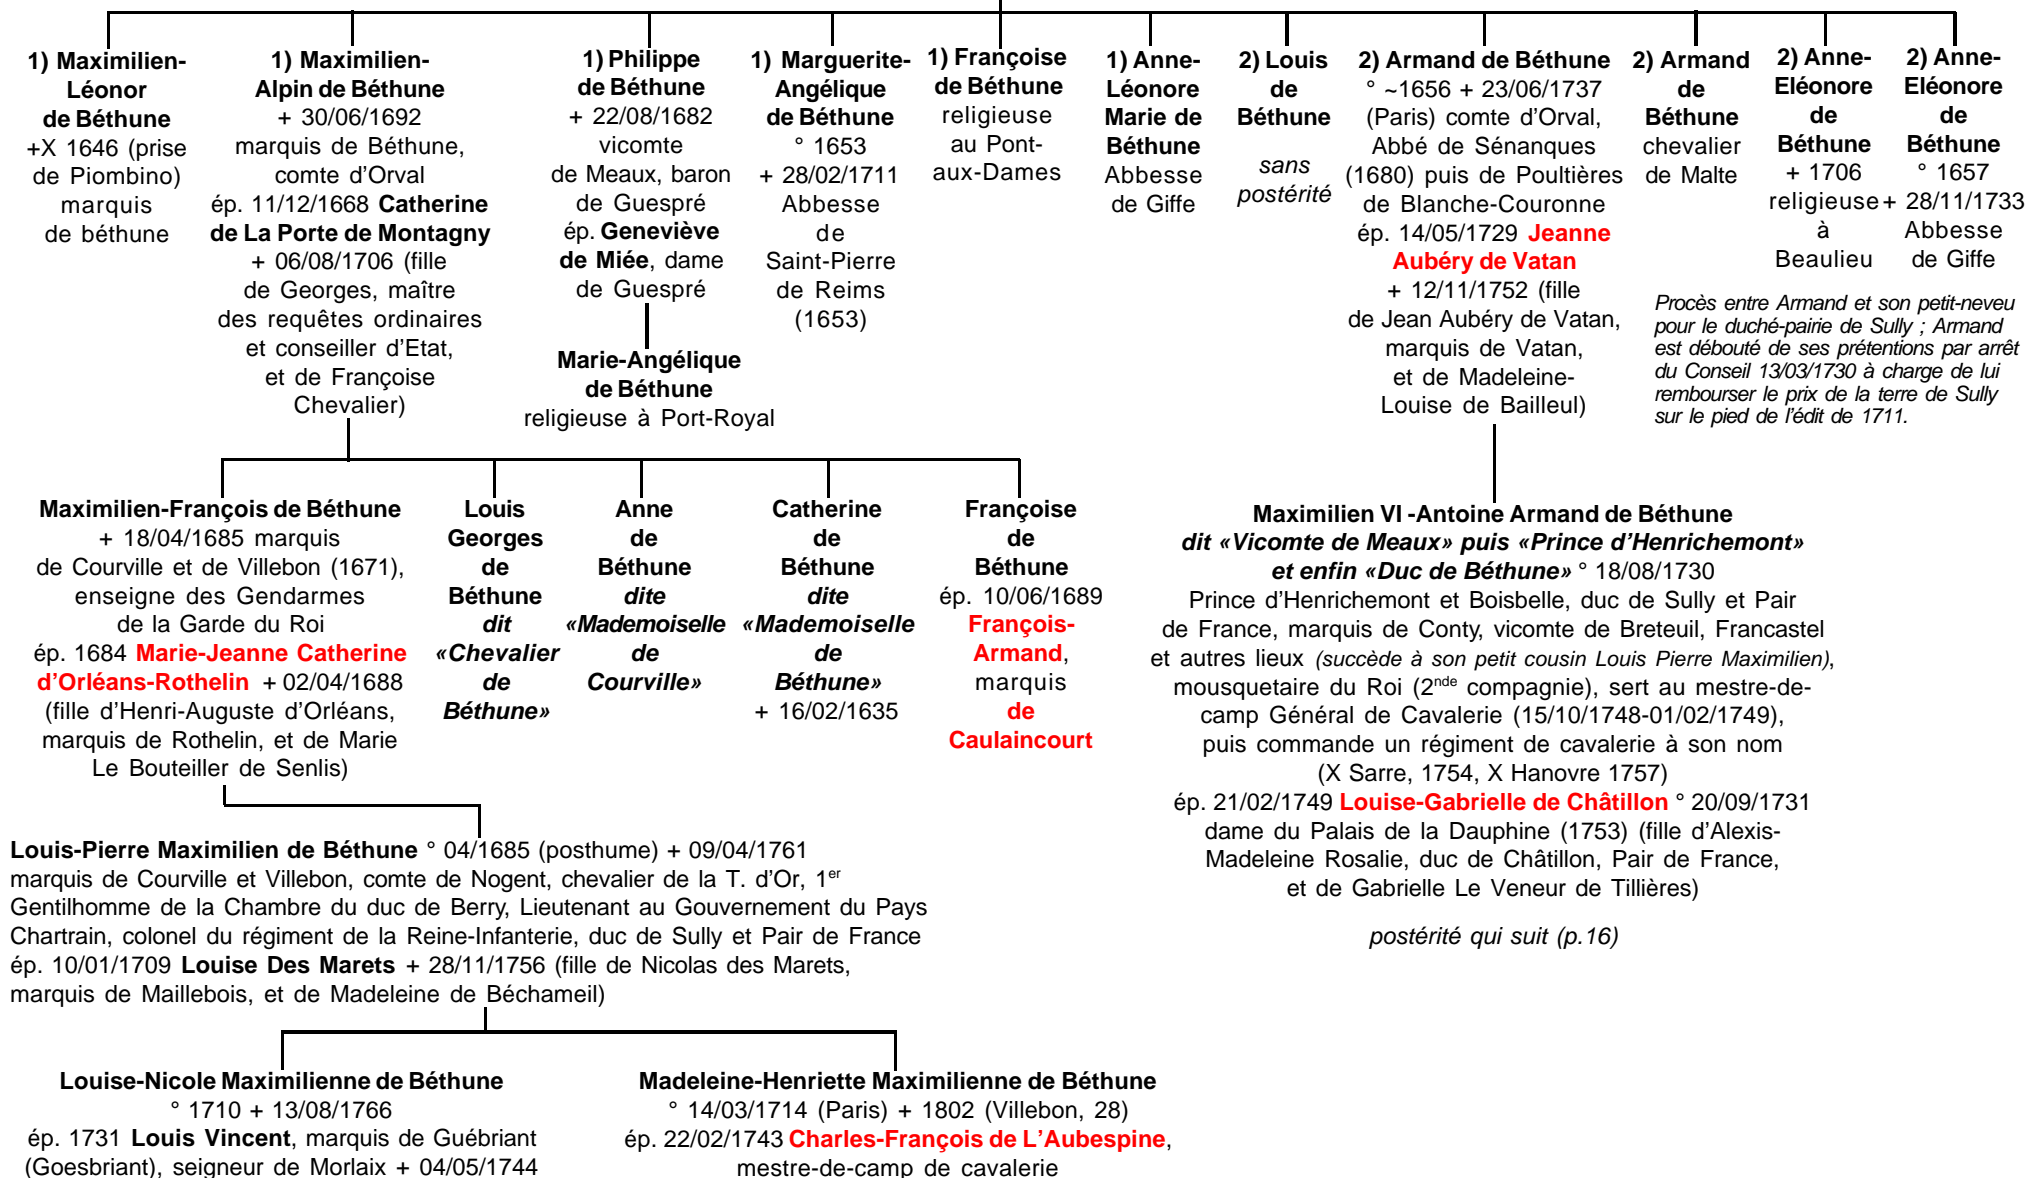 1) Maximilien-
Léonor
de Béthune
+X 1646 (prise
de Piombino)
marquis
de béthune
1) Maximilien-
Alpin de Béthune
+ 30/06/1692
marquis de Béthune,
comte d'Orval
ép. 11/12/1668 Catherine
de La Porte de Montagny
+ 06/08/1706 (fille
de Georges, maître
des requêtes ordinaires
et conseiller d'Etat,
et de Françoise
Chevalier)
1) Philippe
de Béthune
+ 22/08/1682
vicomte
de Meaux, baron
de Guespré
ép. Geneviève
de Miée, dame
de Guespré
Marie-Angélique
de Béthune
religieuse à Port-Royal
1) Marguerite-
Angélique
de Béthune
° 1653
+ 28/02/1711
Abbesse
de
Saint-Pierre
de Reims
(1653)
1) Françoise
de Béthune
religieuse
au Pont-
aux-Dames
1) Anne-
Léonore
Marie de
Béthune
Abbesse
de Giffe
2) Louis
de
Béthune
sans
postérité
2) Armand de Béthune
° ~1656 + 23/06/1737
(Paris) comte d'Orval,
Abbé de Sénanques
(1680) puis de Poultières
de Blanche-Couronne
ép. 14/05/1729 Jeanne
Aubéry de Vatan
+ 12/11/1752 (fille
de Jean Aubéry de Vatan,
marquis de Vatan,
et de Madeleine-
Louise de Bailleul)
2) Armand
de
Béthune
chevalier
de Malte
2) Anne-
Eléonore
de
Béthune
+ 1706
religieuse
à
Beaulieu
2) Anne-
Eléonore
de
Béthune
° 1657
+ 28/11/1733
Abbesse
de Giffe
Procès entre Armand et son petit-neveu
pour le duché-pairie de Sully ; Armand
est débouté de ses prétentions par arrêt
du Conseil 13/03/1730 à charge de lui
rembourser le prix de la terre de Sully
sur le pied de l'édit de 1711.
Maximilien-François de Béthune
+ 18/04/1685 marquis
de Courville et de Villebon (1671),
enseigne des Gendarmes
de la Garde du Roi
ép. 1684 Marie-Jeanne Catherine
d'Orléans-Rothelin + 02/04/1688
(fille d'Henri-Auguste d'Orléans,
marquis de Rothelin, et de Marie
Le Bouteiller de Senlis)
Louis
Georges
de
Béthune
dit
«Chevalier
de
Béthune»
Anne
de
Béthune
dite
«Mademoiselle
de
Courville»
Catherine
de
Béthune
dite
«Mademoiselle
de
Béthune»
+ 16/02/1635
Françoise
de
Béthune
ép. 10/06/1689
François-
Armand,
marquis
de
Caulaincourt
Maximilien VI -Antoine Armand de Béthune
dit «Vicomte de Meaux» puis «Prince d'Henrichemont»
et enfin «Duc de Béthune» ° 18/08/1730
Prince d'Henrichemont et Boisbelle, duc de Sully et Pair
de France, marquis de Conty, vicomte de Breteuil, Francastel
et autres lieux (succède à son petit cousin Louis Pierre Maximilien),
mousquetaire du Roi (2nde compagnie), sert au mestre-de-
camp Général de Cavalerie (15/10/1748-01/02/1749),
puis commande un régiment de cavalerie à son nom
(X Sarre, 1754, X Hanovre 1757)
ép. 21/02/1749 Louise-Gabrielle de Châtillon ° 20/09/1731
dame du Palais de la Dauphine (1753) (fille d'Alexis-
Madeleine Rosalie, duc de Châtillon, Pair de France,
et de Gabrielle Le Veneur de Tillières)
postérité qui suit (p.16)
Louis-Pierre Maximilien de Béthune ° 04/1685 (posthume) + 09/04/1761
marquis de Courville et Villebon, comte de Nogent, chevalier de la T. d'Or, 1er
Gentilhomme de la Chambre du duc de Berry, Lieutenant au Gouvernement du Pays
Chartrain, colonel du régiment de la Reine-Infanterie, duc de Sully et Pair de France
ép. 10/01/1709 Louise Des Marets + 28/11/1756 (fille de Nicolas des Marets,
marquis de Maillebois, et de Madeleine de Béchameil)
Louise-Nicole Maximilienne de Béthune
° 1710 + 13/08/1766
ép. 1731 Louis Vincent, marquis de Guébriant
(Goesbriant), seigneur de Morlaix + 04/05/1744
Madeleine-Henriette Maximilienne de Béthune
° 14/03/1714 (Paris) + 1802 (Villebon, 28)
ép. 22/02/1743 Charles-François de L'Aubespine,
mestre-de-camp de cavalerie